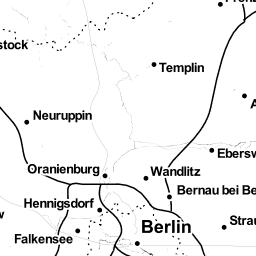 stock
Templin
Neuruppin
Ebersw
Oranienburg
Wandlitz
Bernau bei Be
Hennigsdorf
Strau
Berlin
Falkensee